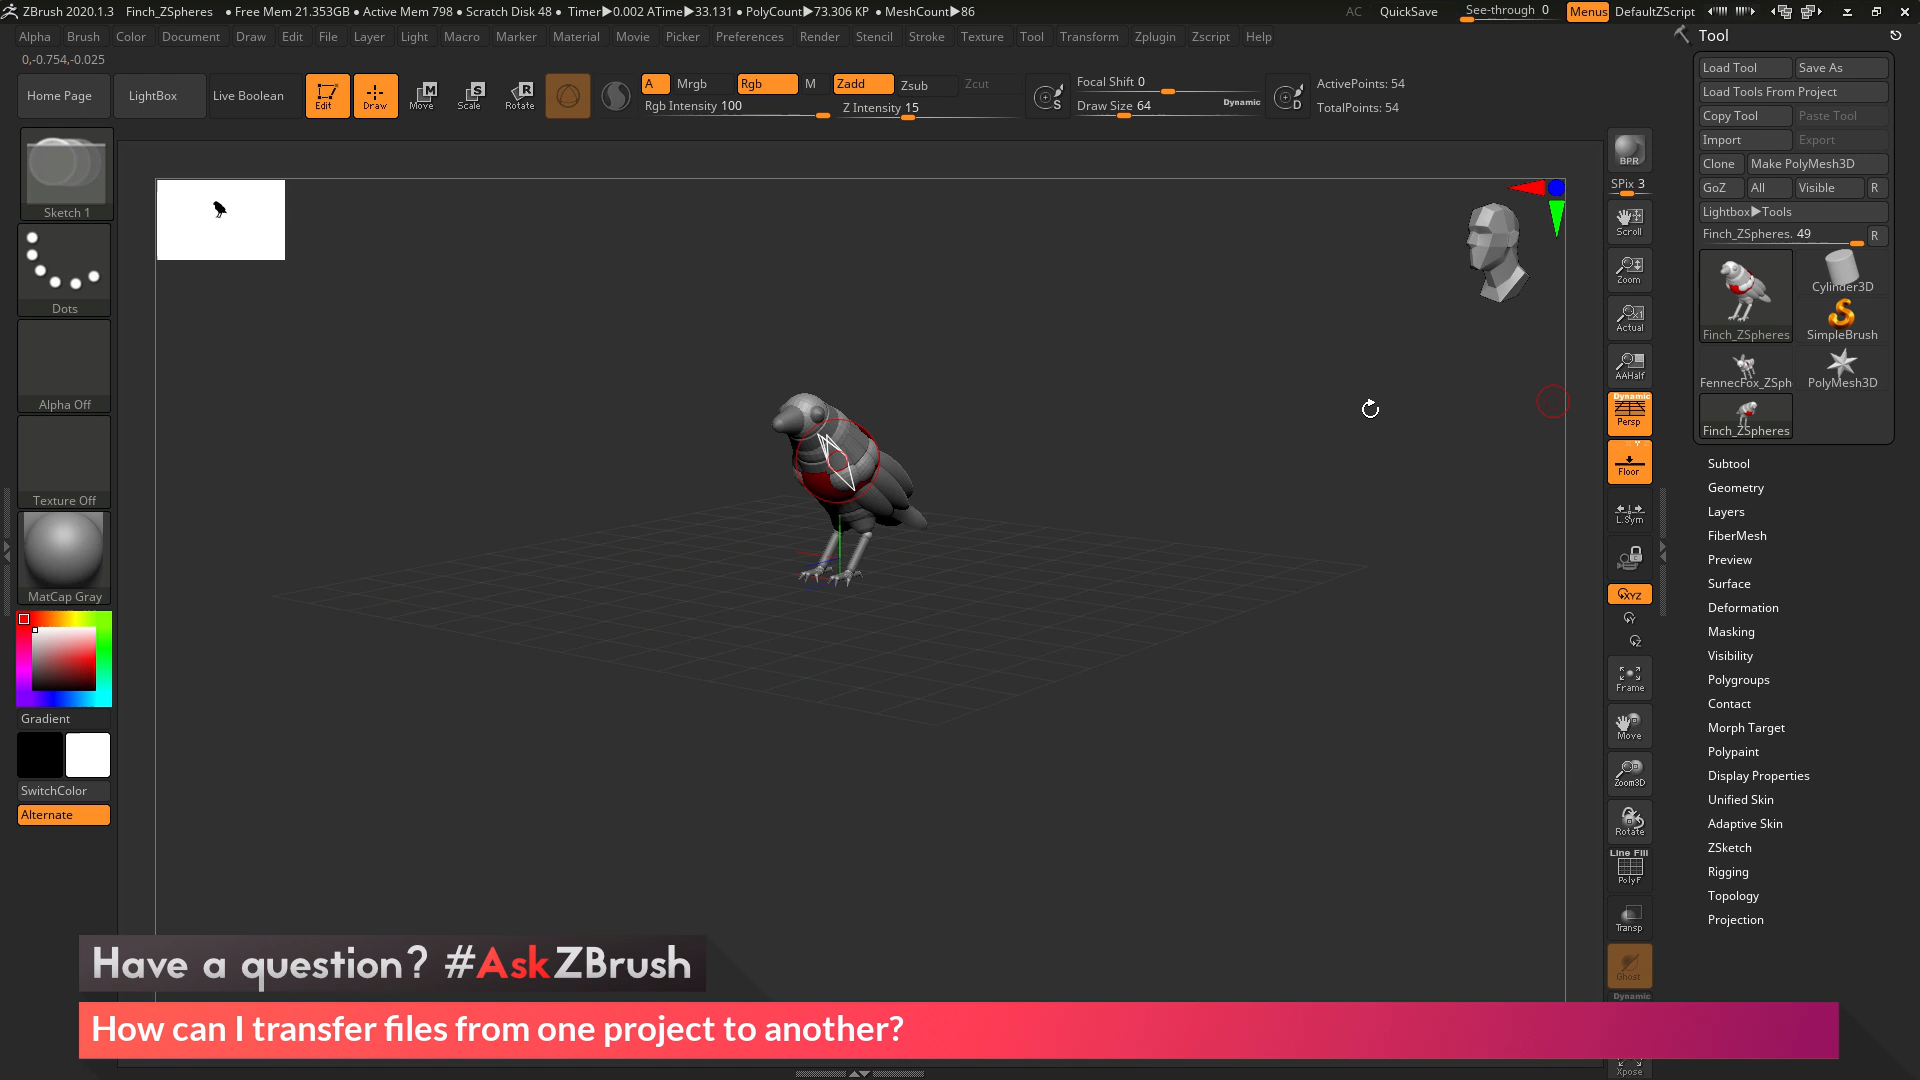 ZBrush 2020.1.3 Finch_ZSpheres • Free Mem 21.353GB • Active Mem 798 • Scratch Disk 48 • Timer▶0.002 ATime▶33.131 • PolyCount▶73.306 KP • MeshCount▶86 AC QuickSave See-through 0 Menus DefaultZScript
Alpha Brush Color Document Draw Edit File Layer Light Macro Marker Material Movie Picker Preferences Render Stencil Stroke Texture Tool Transform Zplugin Zscript Help
0,-0.754,-0.025
Home Page LightBox Live Boolean Edit Draw Move Scale Rotate
A Mrgb Rgb M Zadd Zsub Zcut
Rgb Intensity 100 Z Intensity 15
Focal Shift 0
Draw Size 64 Dynamic
ActivePoints: 54
TotalPoints: 54
Sketch 1
Dots
Alpha Off
Texture Off
MatCap Gray
Gradient
SwitchColor
Alternate
BPR
SPix 3
Scroll
Zoom
Actual
AAHalf
Dynamic
Persp
Floor
L.Sym
XYZ
Y
Z
Frame
Move
Zoom3D
Rotate
Line Fill
PolyF
Transp
Ghost
Dynamic
Xpose
Tool
Load Tool Save As
Load Tools From Project
Copy Tool Paste Tool
Import Export
Clone Make PolyMesh3D
GoZ All Visible R
Lightbox▶Tools
Finch_ZSpheres. 49 R
Finch_ZSpheres Cylinder3D
SimpleBrush
FennecFox_ZSph PolyMesh3D
Finch_ZSpheres
Subtool
Geometry
Layers
FiberMesh
Preview
Surface
Deformation
Masking
Visibility
Polygroups
Contact
Morph Target
Polypaint
Display Properties
Unified Skin
Adaptive Skin
ZSketch
Rigging
Topology
Projection
Have a question? #AskZBrush
How can I transfer files from one project to another?